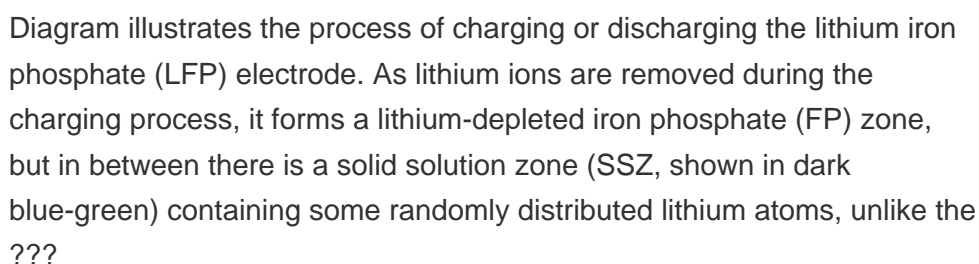 Diagram illustrates the process of charging or discharging the lithium iron
phosphate (LFP) electrode. As lithium ions are removed during the
charging process, it forms a lithium-depleted iron phosphate (FP) zone,
but in between there is a solid solution zone (SSZ, shown in dark
blue-green) containing some randomly distributed lithium atoms, unlike the
???